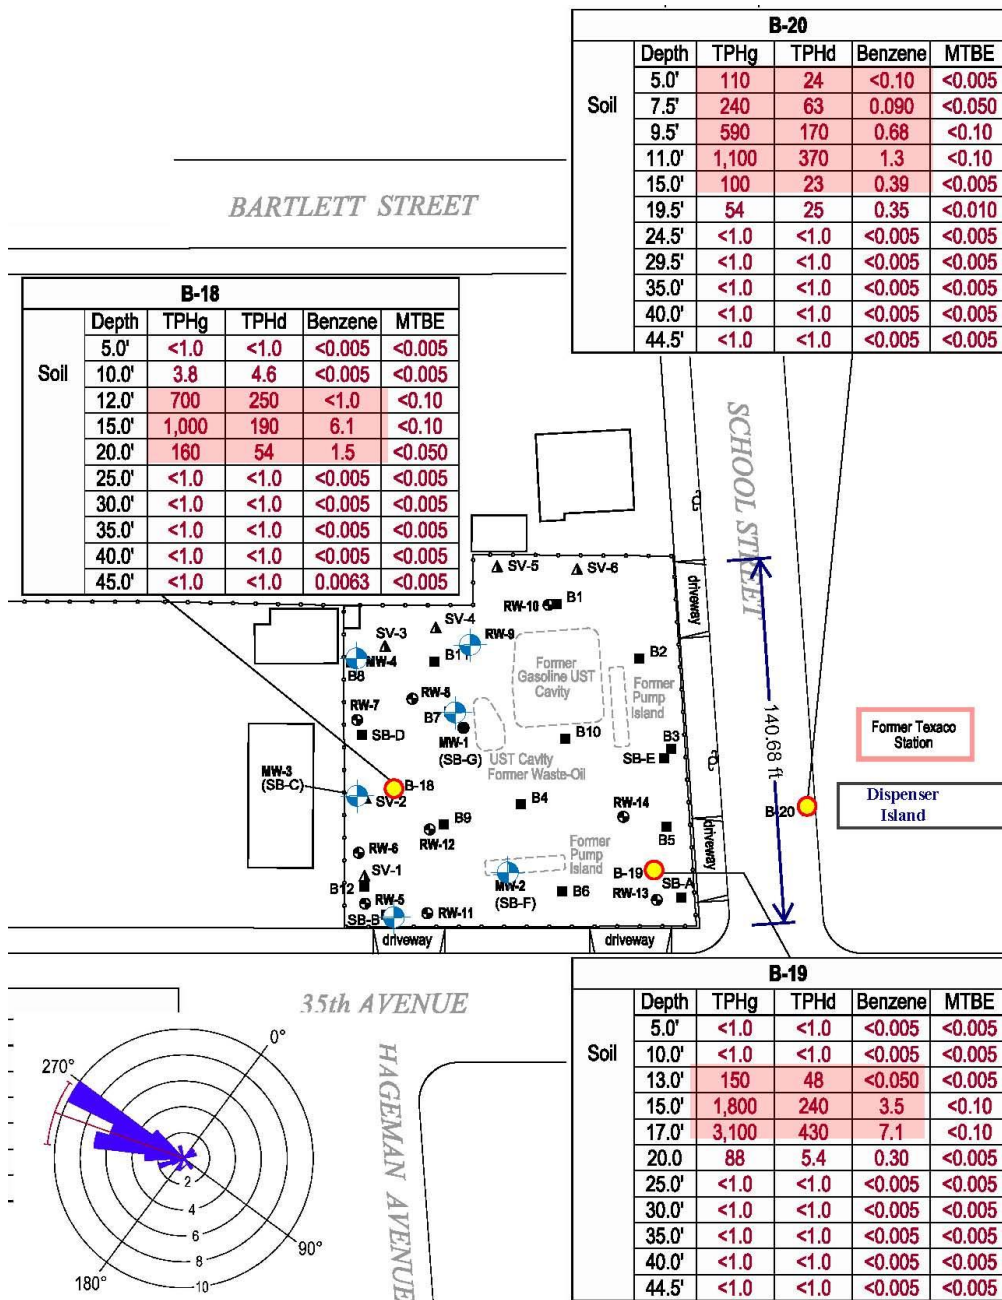 B-20
Depth TPHg TPHd Benzene MTBE
Soil
5.0' 110 24 <0.10 <0.005
7.5' 240 63 0.090 <0.050
9.5' 590 170 0.68 <0.10
11.0' 1,100 370 1.3 <0.10
15.0' 100 23 0.39 <0.005
19.5' 54 25 0.35 <0.010
24.5' <1.0 <1.0 <0.005 <0.005
29.5' <1.0 <1.0 <0.005 <0.005
35.0' <1.0 <1.0 <0.005 <0.005
40.0' <1.0 <1.0 <0.005 <0.005
44.5' <1.0 <1.0 <0.005 <0.005
BARTLETT STREET
B-18
Depth TPHg TPHd Benzene MTBE
Soil
5.0' <1.0 <1.0 <0.005 <0.005
10.0' 3.8 4.6 <0.005 <0.005
12.0' 700 250 <1.0 <0.10
15.0' 1,000 190 6.1 <0.10
20.0' 160 54 1.5 <0.050
25.0' <1.0 <1.0 <0.005 <0.005
30.0' <1.0 <1.0 <0.005 <0.005
35.0' <1.0 <1.0 <0.005 <0.005
40.0' <1.0 <1.0 <0.005 <0.005
45.0' <1.0 <1.0 0.0063 <0.005
SCHOOL STREET
SV-5
SV-6
driveway
RW-10
B1
SV-4
SV-3
RW-9
MW-4
B8
B11
B2
Former
Gasoline UST
Cavity
Former
Pump
Island
RW-8
RW-7
B7
SB-D
MW-1
(SB-G)
B10
B3
SB-E
UST Cavity
Former Waste-Oil
140.68 ft
Former Texaco
Station
MW-3
(SB-C)
B-18
SV-2
B4
RW-14
B-20
Dispenser
Island
B9
RW-12
B5
driveway
RW-6
Former
Pump
Island
SV-1
B12
B-19
MW-2
(SB-F)
B6
SB-A
RW-13
RW-5
SB-B
RW-11
driveway
driveway
35th AVENUE
HAGEMAN AVENUE
0°
270°
90°
180°
2
4
6
8
10
B-19
Depth TPHg TPHd Benzene MTBE
Soil
5.0' <1.0 <1.0 <0.005 <0.005
10.0' <1.0 <1.0 <0.005 <0.005
13.0' 150 48 <0.050 <0.005
15.0' 1,800 240 3.5 <0.10
17.0' 3,100 430 7.1 <0.10
20.0 88 5.4 0.30 <0.005
25.0' <1.0 <1.0 <0.005 <0.005
30.0' <1.0 <1.0 <0.005 <0.005
35.0' <1.0 <1.0 <0.005 <0.005
40.0' <1.0 <1.0 <0.005 <0.005
44.5' <1.0 <1.0 <0.005 <0.005